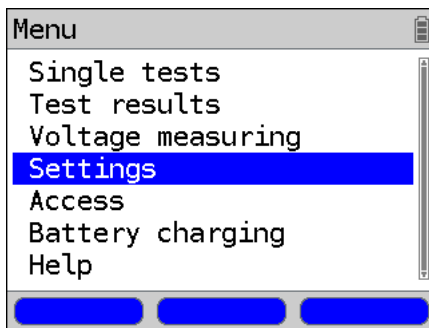 Menu
Single tests
Test results
Voltage measuring
Settings
Access
Battery charging
Help